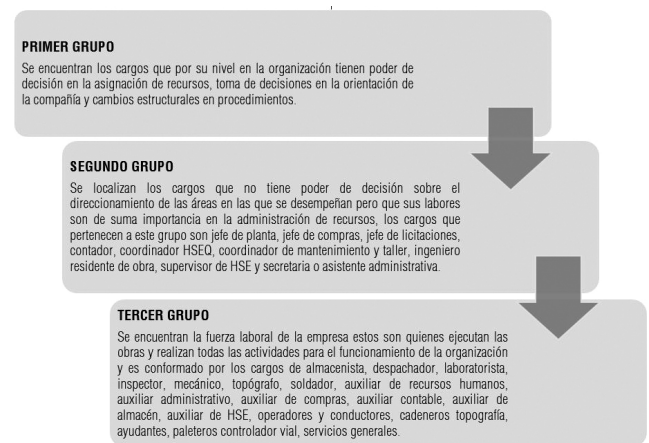 PRIMER GRUPO
Se encuentran los cargos que por su nivel en la organización tienen poder de
decisión en la asignación de recursos, toma de decisiones en la orientación de
la compañía y cambios estructurales en procedimientos.
SEGUNDO GRUPO
Se localizan los cargos que no tiene poder de decisión sobre el
direccionamiento de las áreas en las que se desempeñan pero que sus labores
son de suma importancia en la administración de recursos, los cargos que
pertenecen a este grupo son jefe de planta, jefe de compras, jefe de licitaciones,
contador, coordinador HSEQ, coordinador de mantenimiento y taller, ingeniero
residente de obra, supervisor de HSE y secretaria o asistente administrativa.
TERCER GRUPO
Se encuentran la fuerza laboral de la empresa estos son quienes ejecutan las
obras y realizan todas las actividades para el funcionamiento de la organización
y es conformado por los cargos de almacenista, despachador, laboratorista,
inspector, mecánico, topógrafo, soldador, auxiliar de recursos humanos,
auxiliar administrativo, auxiliar de compras, auxiliar contable, auxiliar de
almacén, auxiliar de HSE, operadores y conductores, cadeneros topografía,
ayudantes, paleteros controlador vial, servicios generales.